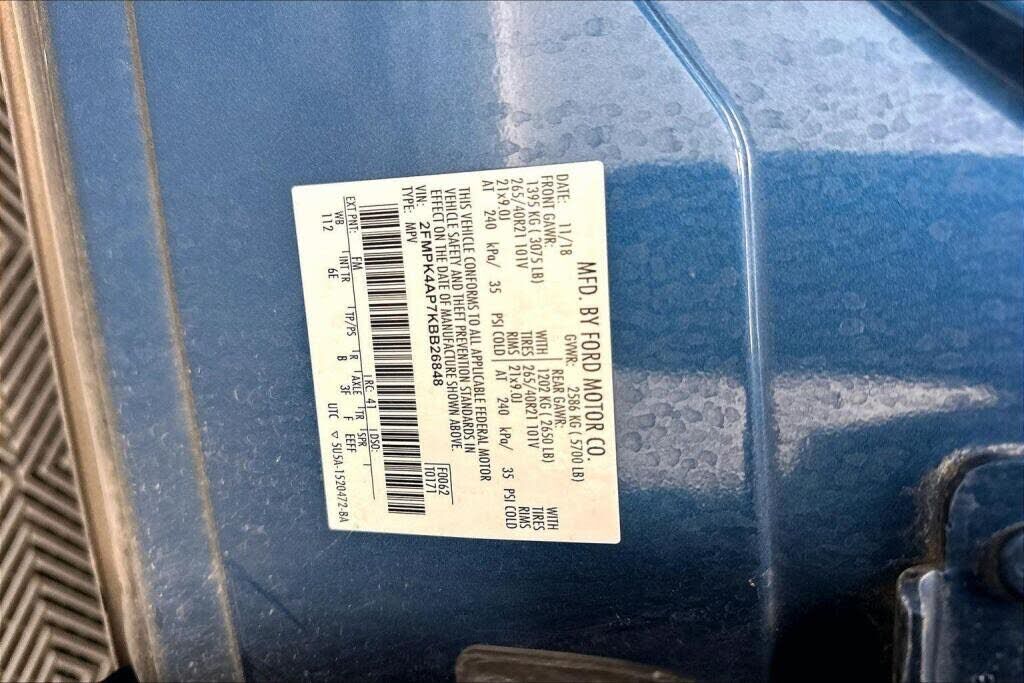 MFD. BY FORD MOTOR CO.
DATE: 11/18 GVWR: 2586 KG ( 5700 LB)
FRONT GAWR: REAR GAWR:
1395 KG ( 3075 LB) WITH 1202 KG ( 2650 LB) WITH
265/40R21 101V TIRES 265/40R21 101V TIRES
21x9.0J RIMS 21x9.0J RIMS
AT 240 kPa/ 35 PSI COLD AT 240 kPa/ 35 PSI COLD
THIS VEHICLE CONFORMS TO ALL APPLICABLE FEDERAL MOTOR
VEHICLE SAFETY AND THEFT PREVENTION STANDARDS IN
EFFECT ON THE DATE OF MANUFACTURE SHOWN ABOVE.
VIN: 2FMPK4AP7KBB26848 F0062
TYPE: MPV T0171
EXT PNT: FM RC: 41 DSO:
WB INT TR TP/PS R AXLE TR SPR
112 6E B 3F F EFFF
UTC ▽ 5U5A-1520472-BA